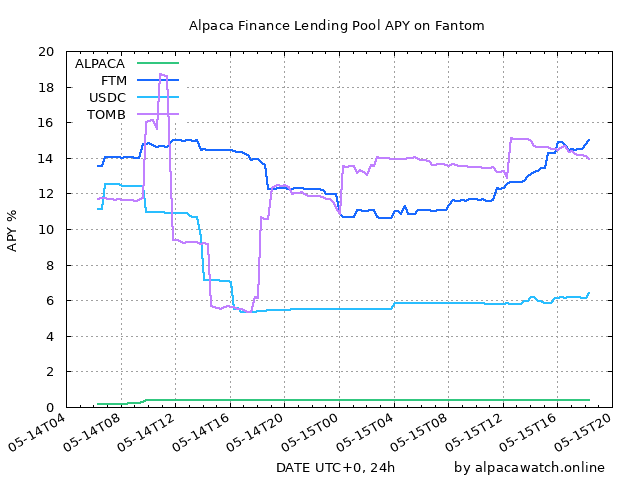 Alpaca Finance Lending Pool APY on Fantom
20
18
16
14
12
10
8
6
4
2
0
APY %
ALPACA
FTM
USDC
TOMB
05-14T04
05-14T08
05-14T12
05-14T16
05-14T20
05-15T00
05-15T04
05-15T08
05-15T12
05-15T16
05-15T20
DATE UTC+0, 24h
by alpacawatch.online